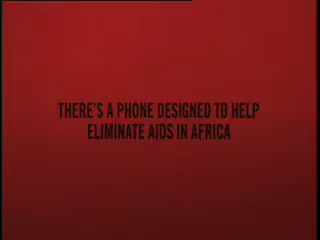 THERE'S A PHONE DESIGNED TO HELP
ELIMINATE AIDS IN AFRICA